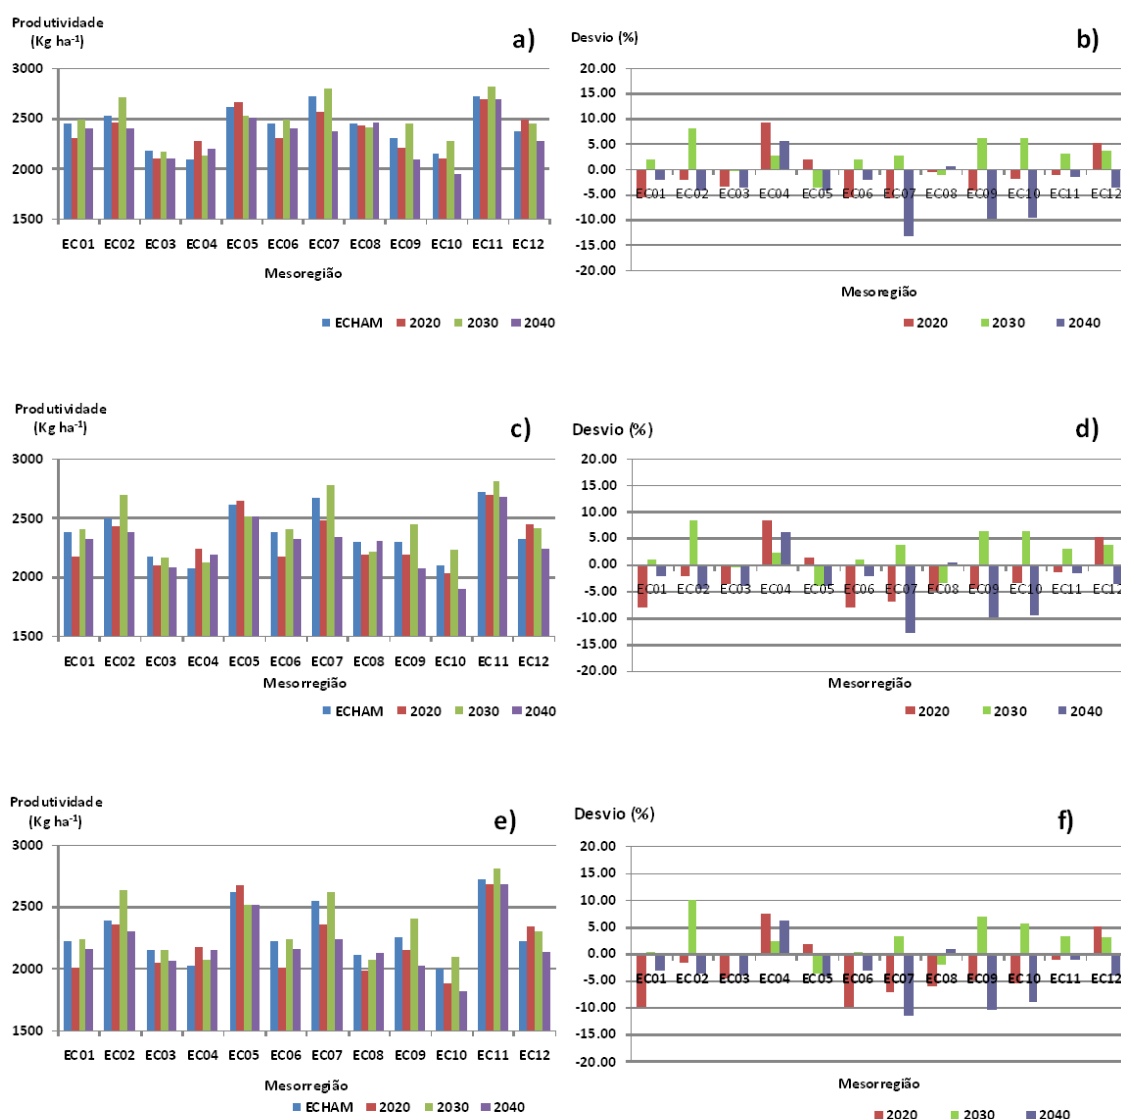 Produtividade
(Kg ha⁻¹)
a)
3000
2500
2000
1500
EC01 EC02 EC03 EC04 EC05 EC06 EC07 EC08 EC09 EC10 EC11 EC12
Mesoregião
ECHAM 2020 2030 2040
Desvio (%)
b)
20.00
15.00
10.00
5.00
0.00
-5.00
-10.00
-15.00
-20.00
EC01 EC02 EC03 EC04 EC05 EC06 EC07 EC08 EC09 EC10 EC11 EC12
Mesoregião
2020 2030 2040
Produtividade
(Kg ha⁻¹)
c)
3000
2500
2000
1500
EC01 EC02 EC03 EC04 EC05 EC06 EC07 EC08 EC09 EC10 EC11 EC12
Mesorregião
ECHAM 2020 2030 2040
Desvio (%)
d)
20.00
15.00
10.00
5.00
0.00
-5.00
-10.00
-15.00
-20.00
EC01 EC02 EC03 EC04 EC05 EC06 EC07 EC08 EC09 EC10 EC11 EC12
Mesorregião
2020 2030 2040
Produtividade
(Kg ha⁻¹)
e)
3000
2500
2000
1500
EC01 EC02 EC03 EC04 EC05 EC06 EC07 EC08 EC09 EC10 EC11 EC12
Mesorregião
ECHAM 2020 2030 2040
Desvio (%)
f)
20.00
15.00
10.00
5.00
0.00
-5.00
-10.00
-15.00
-20.00
EC01 EC02 EC03 EC04 EC05 EC06 EC07 EC08 EC09 EC10 EC11 EC12
Mesorregião
2020 2030 2040